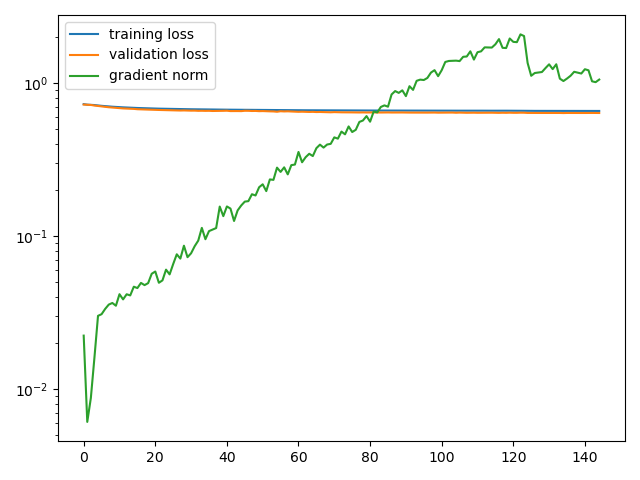 training loss
validation loss
gradient norm
10⁰
10⁻¹
10⁻²
0 20 40 60 80 100 120 140